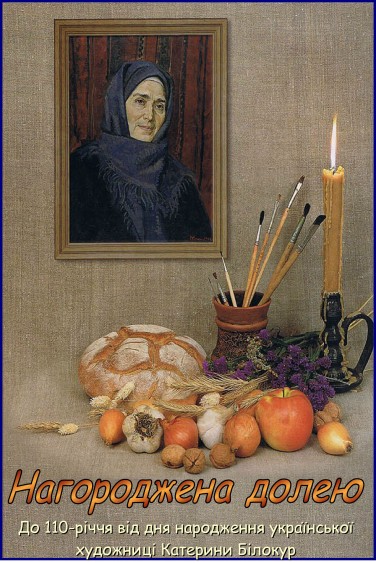 Нагороджена долею
До 110-річчя від дня народження української
художниці Катерини Білокур